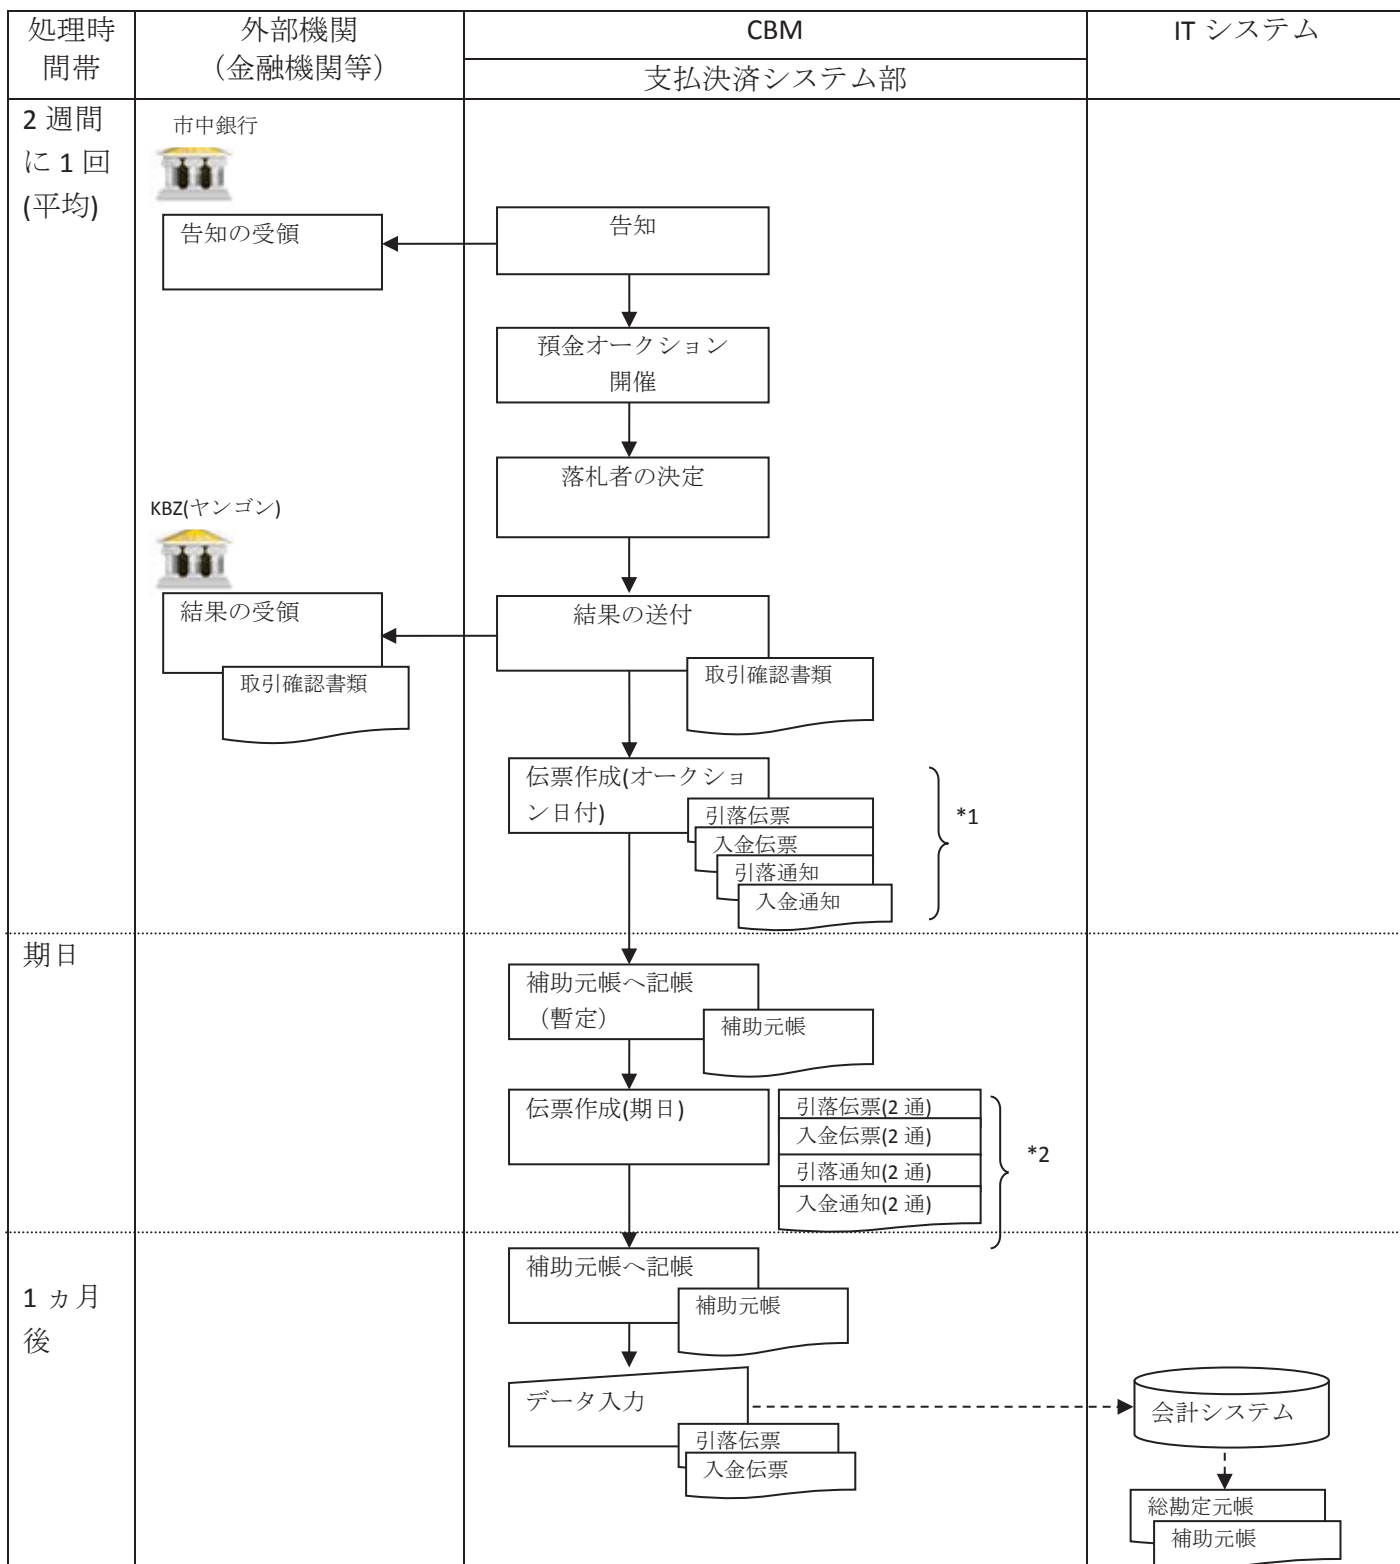 処理時
間帯
外部機関
（金融機関等）
CBM
支払決済システム部
IT システム
2 週間
に 1 回
(平均)
市中銀行
告知の受領
告知
預金オークション
開催
落札者の決定
KBZ(ヤンゴン)
結果の受領
取引確認書類
結果の送付
取引確認書類
伝票作成(オークショ
ン日付)
引落伝票
入金伝票
引落通知
入金通知
*1
期日
補助元帳へ記帳
（暫定）
補助元帳
伝票作成(期日)
引落伝票(2 通)
入金伝票(2 通)
引落通知(2 通)
入金通知(2 通)
*2
1 ヵ月
後
補助元帳へ記帳
補助元帳
データ入力
引落伝票
入金伝票
会計システム
総勘定元帳
補助元帳